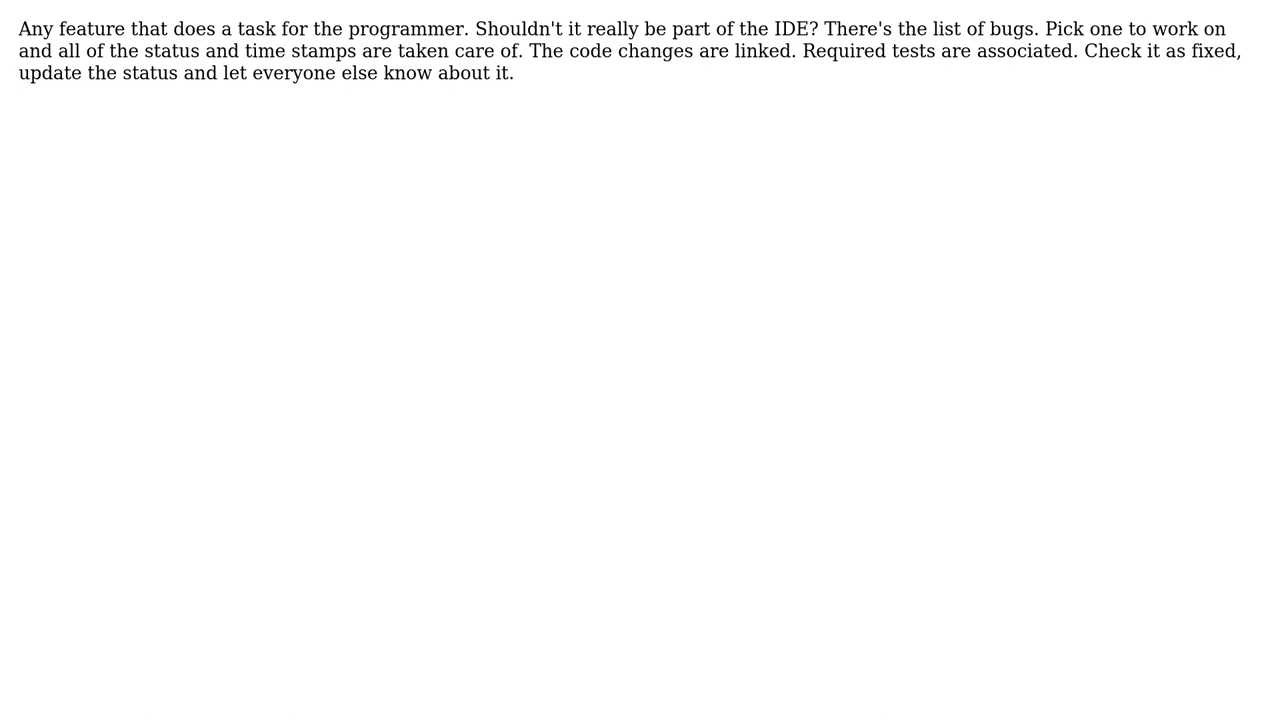 Any feature that does a task for the programmer. Shouldn't it really be part of the IDE? There's the list of bugs. Pick one to work on
and all of the status and time stamps are taken care of. The code changes are linked. Required tests are associated. Check it as fixed,
update the status and let everyone else know about it.